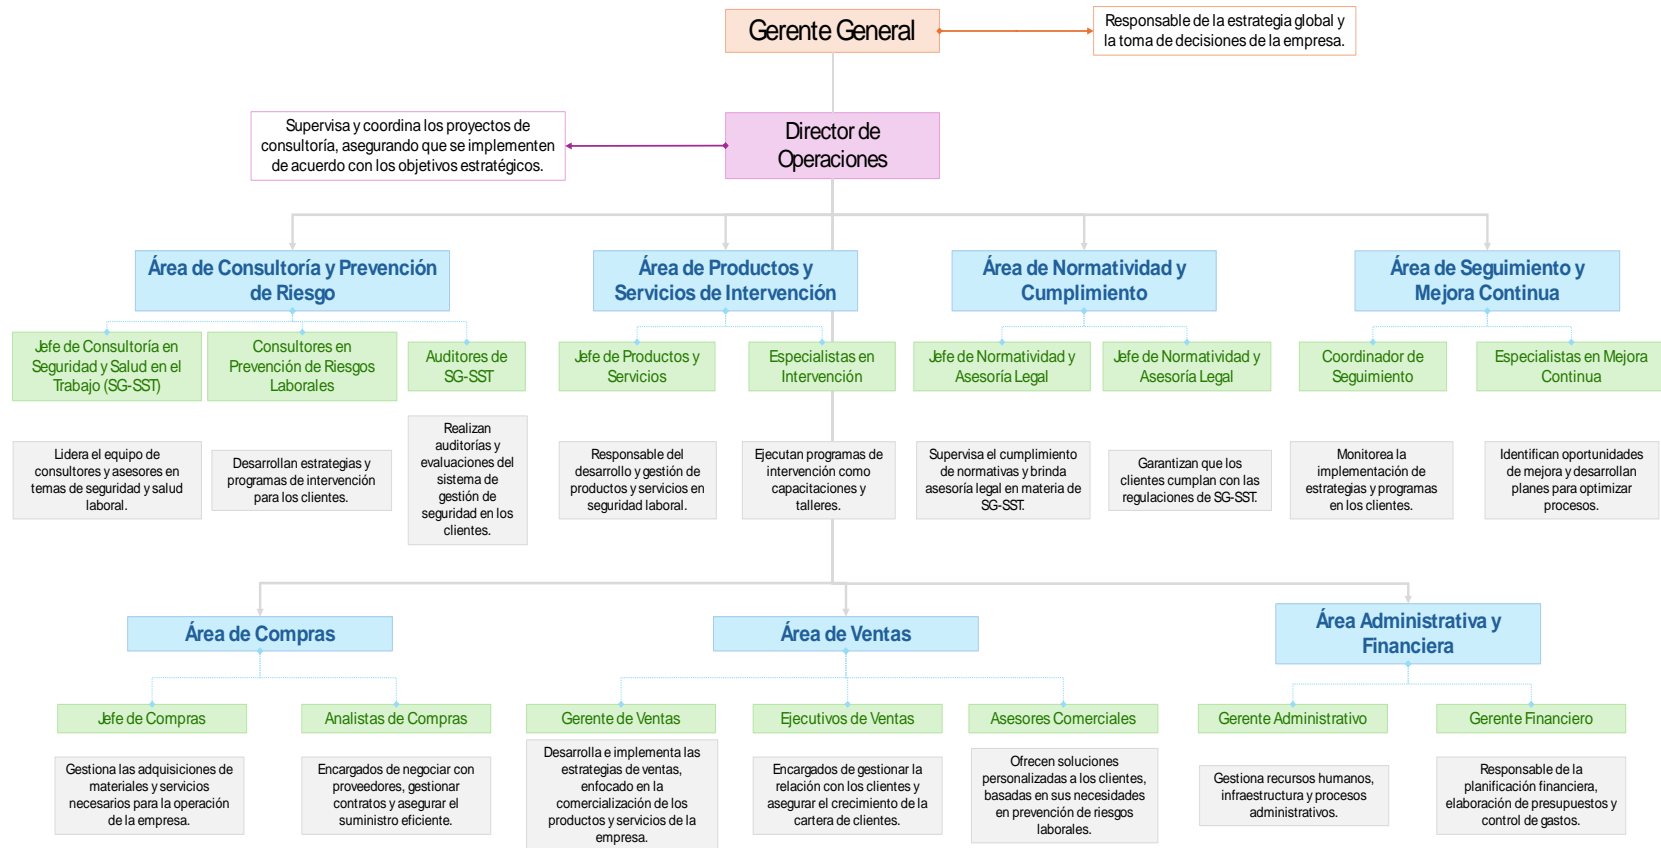 Gerente General
Responsable de la estrategia global y
la toma de decisiones de la empresa.
Supervisa y coordina los proyectos de
consultoría, asegurando que se implementen
de acuerdo con los objetivos estratégicos.
Director de
Operaciones
Área de Consultoría y Prevención
de Riesgo
Área de Productos y
Servicios de Intervención
Área de Normatividad y
Cumplimiento
Área de Seguimiento y
Mejora Continua
Jefe de Consultoría en
Seguridad y Salud en el
Trabajo (SG-SST)
Consultores en
Prevención de Riesgos
Laborales
Auditores de
SG-SST
Jefe de Productos y
Servicios
Especialistas en
Intervención
Jefe de Normatividad y
Asesoría Legal
Jefe de Normatividad y
Asesoría Legal
Coordinador de
Seguimiento
Especialistas en Mejora
Continua
Lidera el equipo de
consultores y asesores en
temas de seguridad y salud
laboral.
Desarrollan estrategias y
programas de intervención
para los clientes.
Realizan
auditorías y
evaluaciones del
sistema de
gestión de
seguridad en los
clientes.
Responsable del
desarrollo y gestión de
productos y servicios en
seguridad laboral.
Ejecutan programas de
intervención como
capacitaciones y
talleres.
Supervisa el cumplimiento
de normativas y brinda
asesoría legal en materia de
SG-SST.
Garantizan que los
clientes cumplan con las
regulaciones de SG-SST.
Monitorea la
implementación de
estrategias y programas
en los clientes.
Identifican oportunidades
de mejora y desarrollan
planes para optimizar
procesos.
Área de Compras
Área de Ventas
Área Administrativa y
Financiera
Jefe de Compras
Analistas de Compras
Gerente de Ventas
Ejecutivos de Ventas
Asesores Comerciales
Gerente Administrativo
Gerente Financiero
Gestiona las adquisiciones de
materiales y servicios
necesarios para la operación
de la empresa.
Encargados de negociar con
proveedores, gestionar
contratos y asegurar el
suministro eficiente.
Desarrolla e implementa las
estrategias de ventas,
enfocado en la
comercialización de los
productos y servicios de la
empresa.
Encargados de gestionar la
relación con los clientes y
asegurar el crecimiento de la
cartera de clientes.
Ofrecen soluciones
personalizadas a los clientes,
basadas en sus necesidades
en prevención de riesgos
laborales.
Gestiona recursos humanos,
infraestructura y procesos
administrativos.
Responsable de la
planificación financiera,
elaboración de presupuestos y
control de gastos.